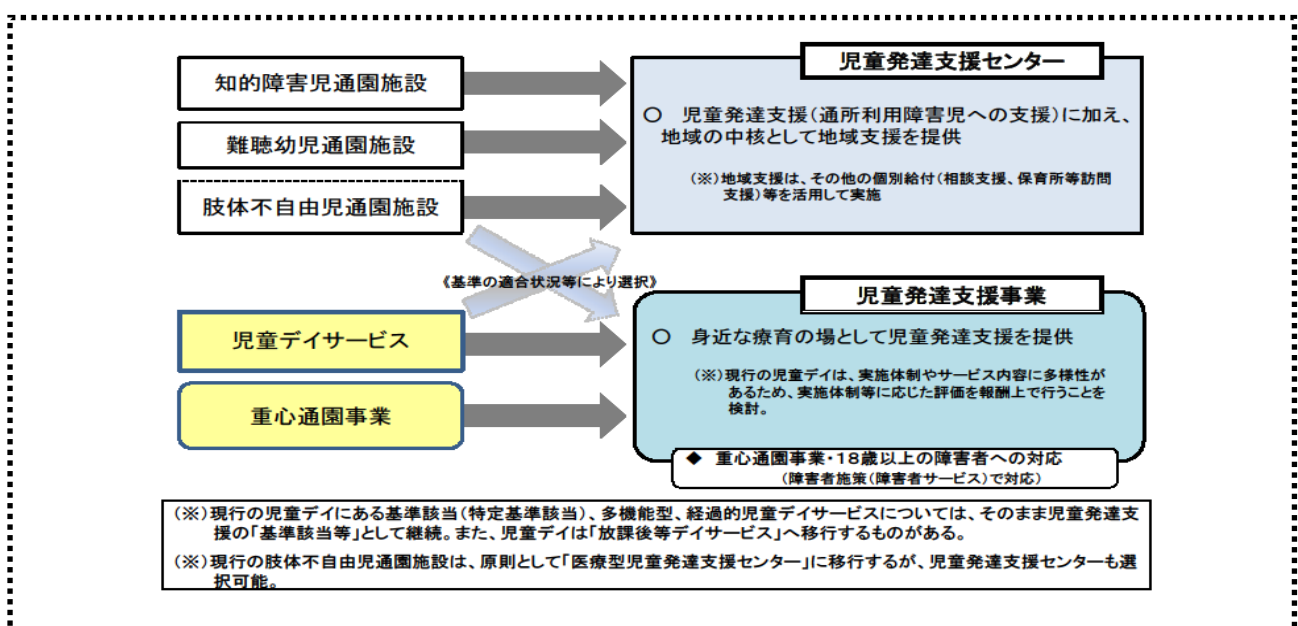 知的障害児通園施設
難聴幼児通園施設
肢体不自由児通園施設
児童発達支援センター
○ 児童発達支援(通所利用障害児への支援)に加え、
地域の中核として地域支援を提供
(※)地域支援は、その他の個別給付(相談支援、保育所等訪問
支援)等を活用して実施
《基準の適合状況等により選択》
児童デイサービス
重心通園事業
児童発達支援事業
○ 身近な療育の場として児童発達支援を提供
(※)現行の児童デイは、実施体制やサービス内容に多様性が
あるため、実施体制等に応じた評価を報酬上で行うことを
検討。
◆ 重心通園事業・18歳以上の障害者への対応
(障害者施策(障害者サービス)で対応)
(※)現行の児童デイにある基準該当(特定基準該当)、多機能型、経過的児童デイサービスについては、そのまま児童発達支
援の「基準該当等」として継続。また、児童デイは「放課後等デイサービス」へ移行するものがある。
(※)現行の肢体不自由児通園施設は、原則として「医療型児童発達支援センター」に移行するが、児童発達支援センターも選
択可能。